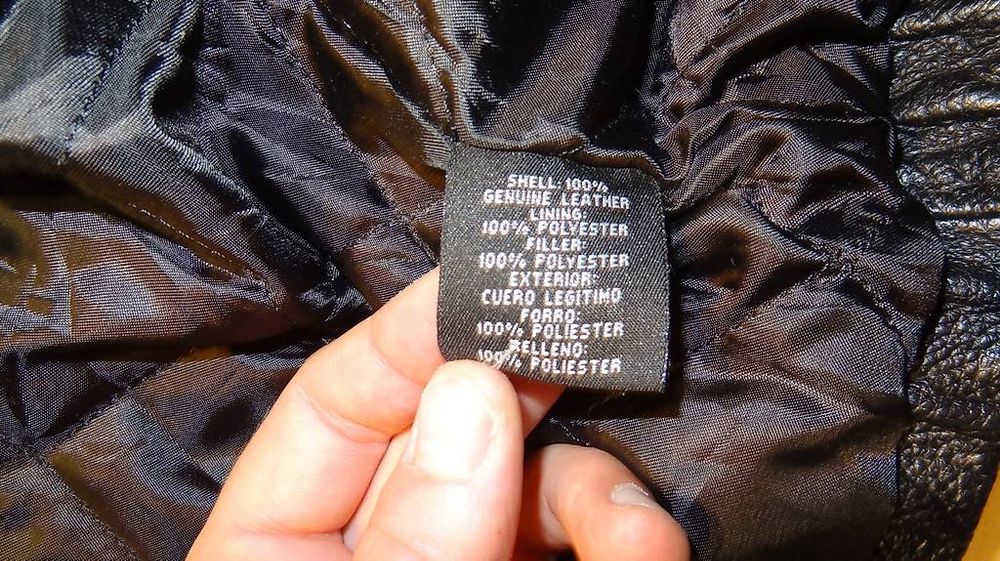 SHELL: 100%
GENUINE LEATHER
LINING:
100% POLYESTER
FILLER:
100% POLYESTER
EXTERIOR:
CUERO LEGITIMO
FORRO:
100% POLIESTER
RELLENO:
100% POLIESTER